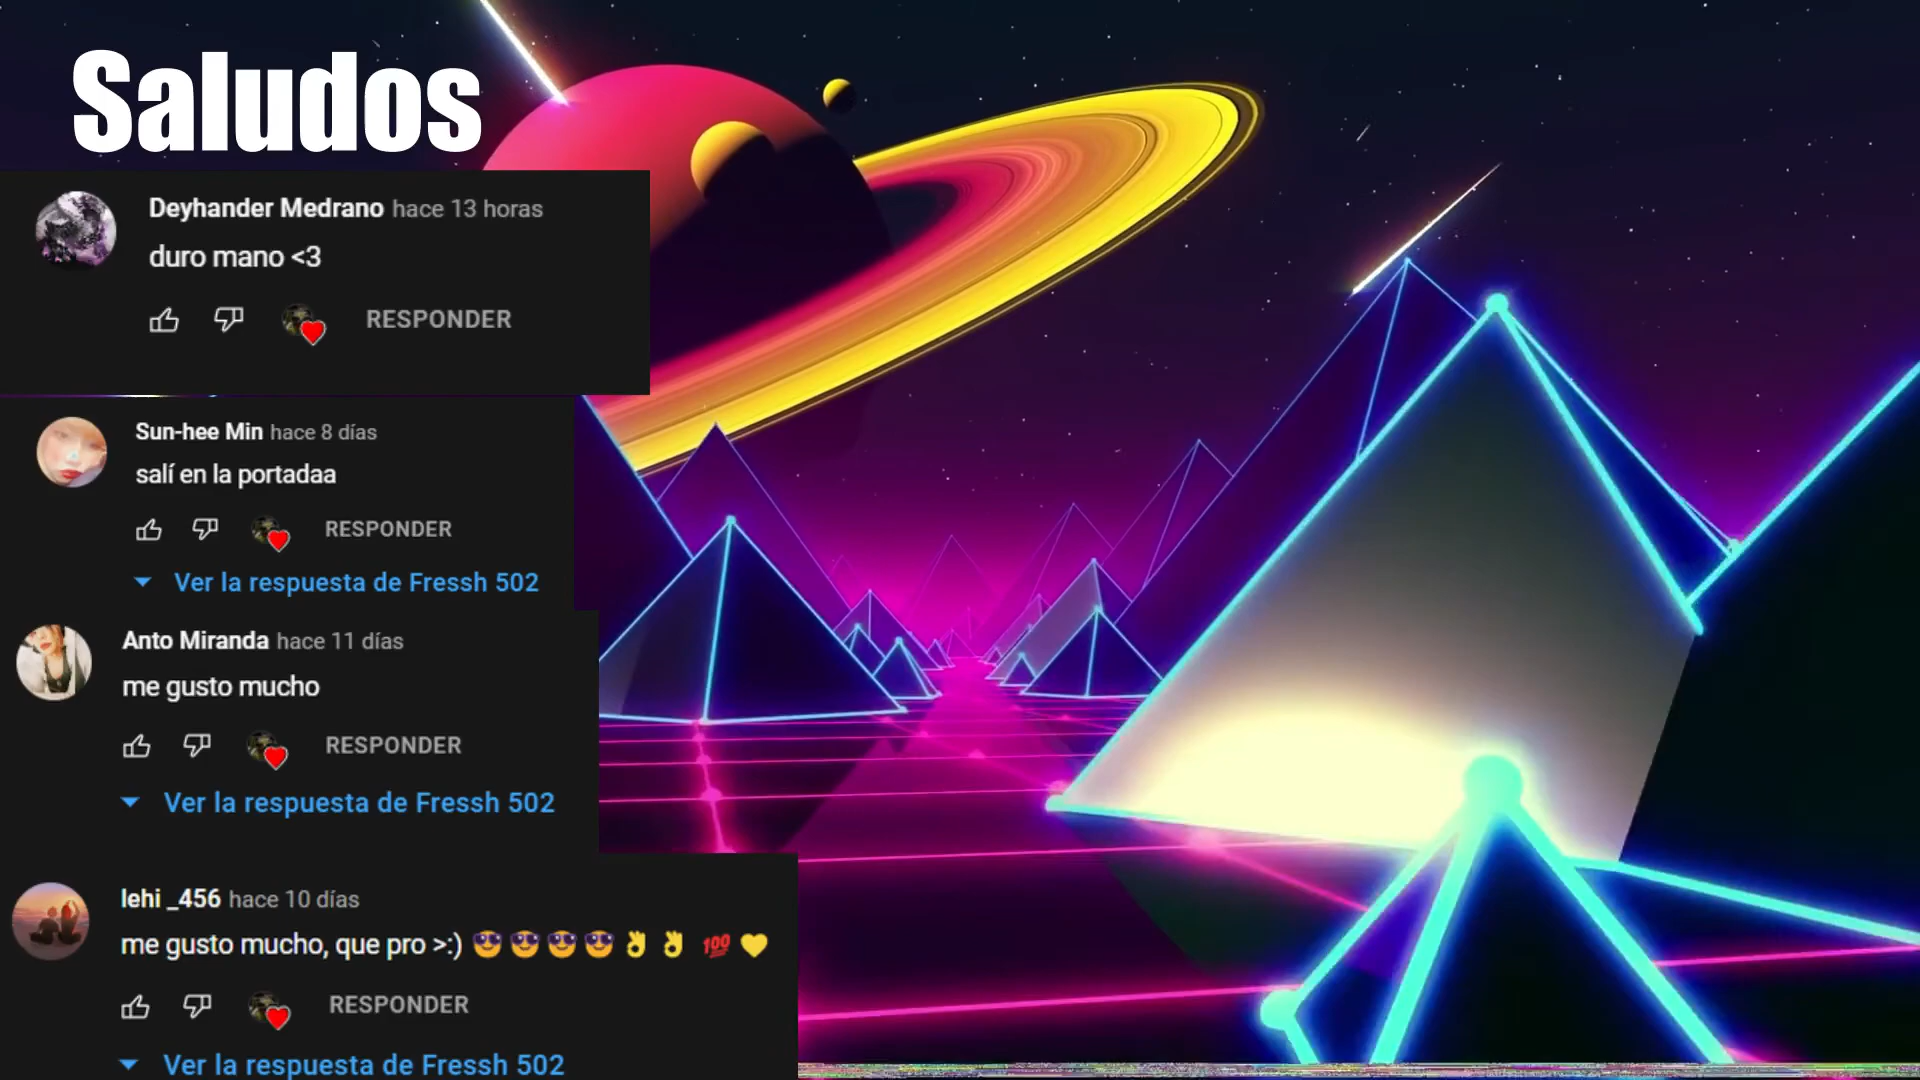 Saludos
Deyhander Medrano hace 13 horas
duro mano <3
RESPONDER
Sun-hee Min hace 8 días
salí en la portadaa
RESPONDER
Ver la respuesta de Fressh 502
Anto Miranda hace 11 días
me gusto mucho
RESPONDER
Ver la respuesta de Fressh 502
lehi _456 hace 10 días
me gusto mucho, que pro >:) 😎😎😎😎👌👌 💯💛
RESPONDER
Ver la respuesta de Fressh 502